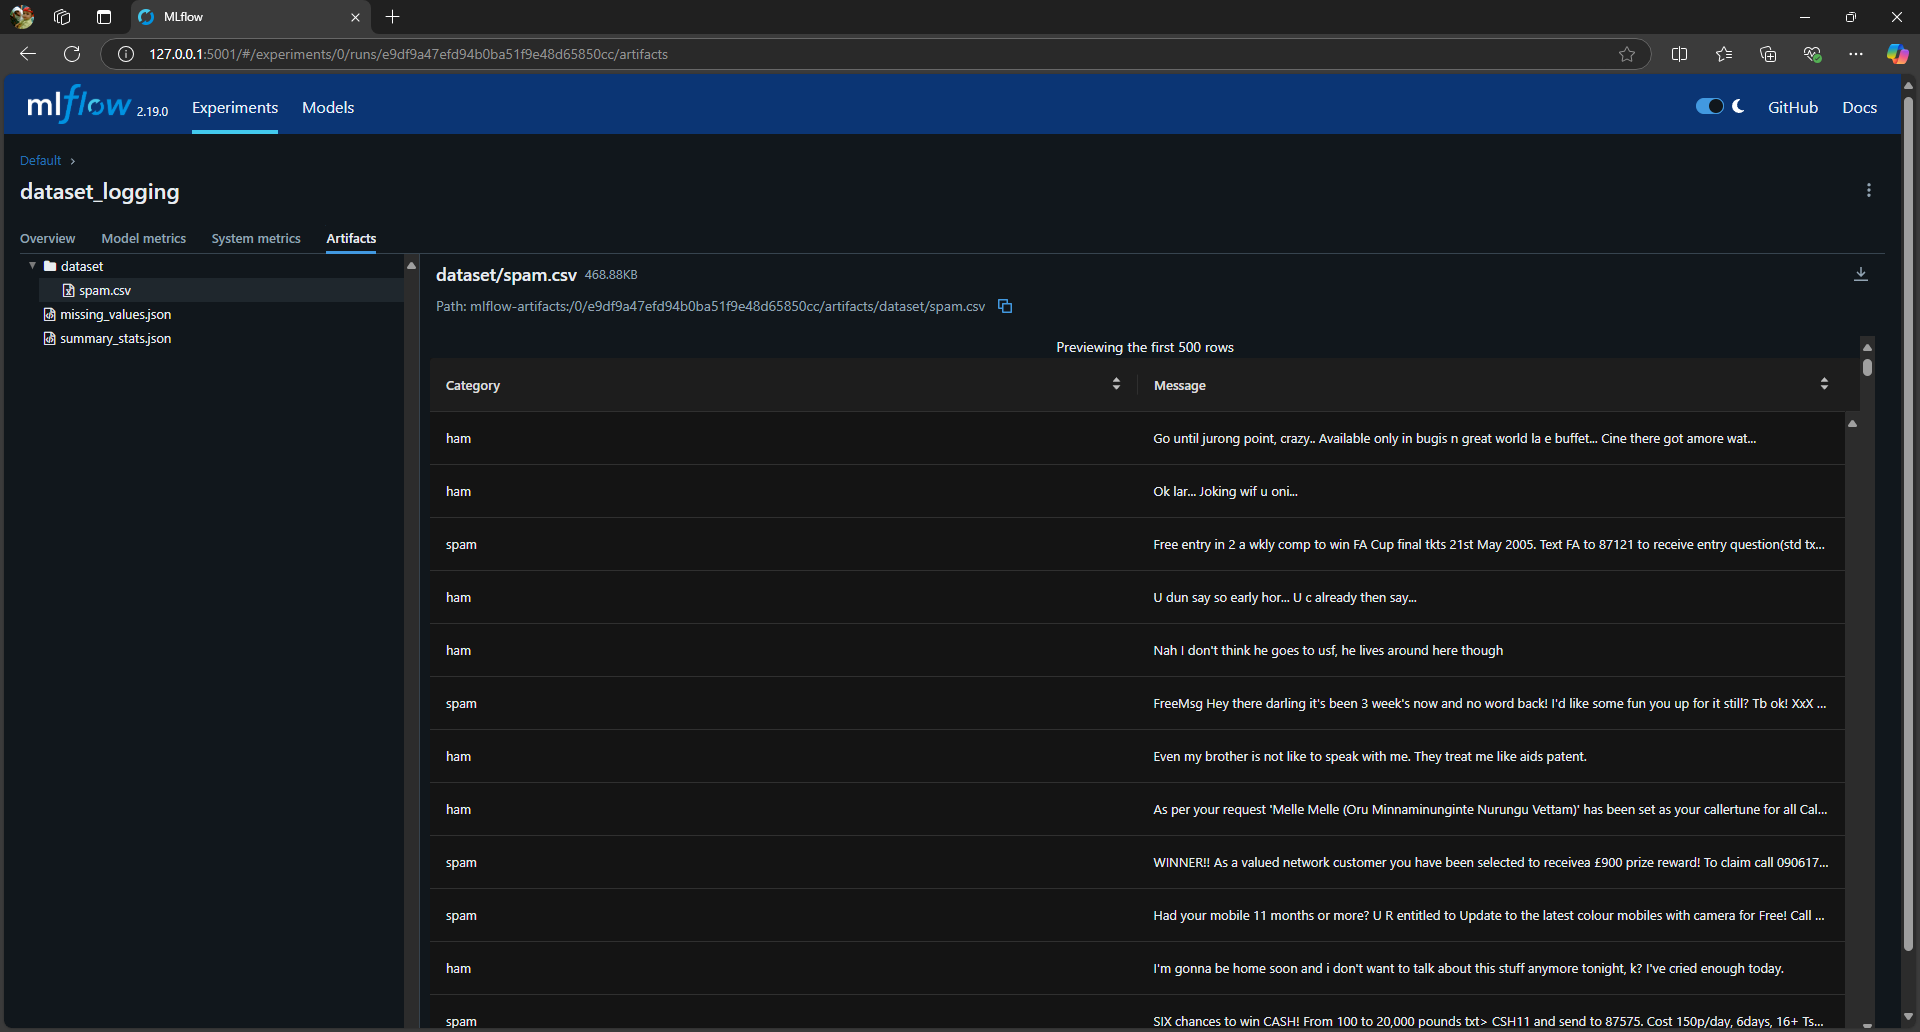 MLflow
127.0.0.1:5001/#/experiments/0/runs/e9df9a47efd94b0ba51f9e48d65850cc/artifacts
mlflow 2.19.0 Experiments Models GitHub Docs
Default
dataset_logging
Overview Model metrics System metrics Artifacts
dataset
spam.csv
missing_values.json
summary_stats.json
dataset/spam.csv 468.88KB
Path: mlflow-artifacts:/0/e9df9a47efd94b0ba51f9e48d65850cc/artifacts/dataset/spam.csv
Previewing the first 500 rows
Category Message
ham Go until jurong point, crazy.. Available only in bugis n great world la e buffet... Cine there got amore wat...
ham Ok lar... Joking wif u oni...
spam Free entry in 2 a wkly comp to win FA Cup final tkts 21st May 2005. Text FA to 87121 to receive entry question(std tx...
ham U dun say so early hor... U c already then say...
ham Nah I don't think he goes to usf, he lives around here though
spam FreeMsg Hey there darling it's been 3 week's now and no word back! I'd like some fun you up for it still? Tb ok! XxX ...
ham Even my brother is not like to speak with me. They treat me like aids patent.
ham As per your request 'Melle Melle (Oru Minnaminunginte Nurungu Vettam)' has been set as your callertune for all Cal...
spam WINNER!! As a valued network customer you have been selected to receivea £900 prize reward! To claim call 090617...
spam Had your mobile 11 months or more? U R entitled to Update to the latest colour mobiles with camera for Free! Call ...
ham I'm gonna be home soon and i don't want to talk about this stuff anymore tonight, k? I've cried enough today.
spam SIX chances to win CASH! From 100 to 20,000 pounds txt> CSH11 and send to 87575. Cost 150p/day, 6days, 16+ Ts...